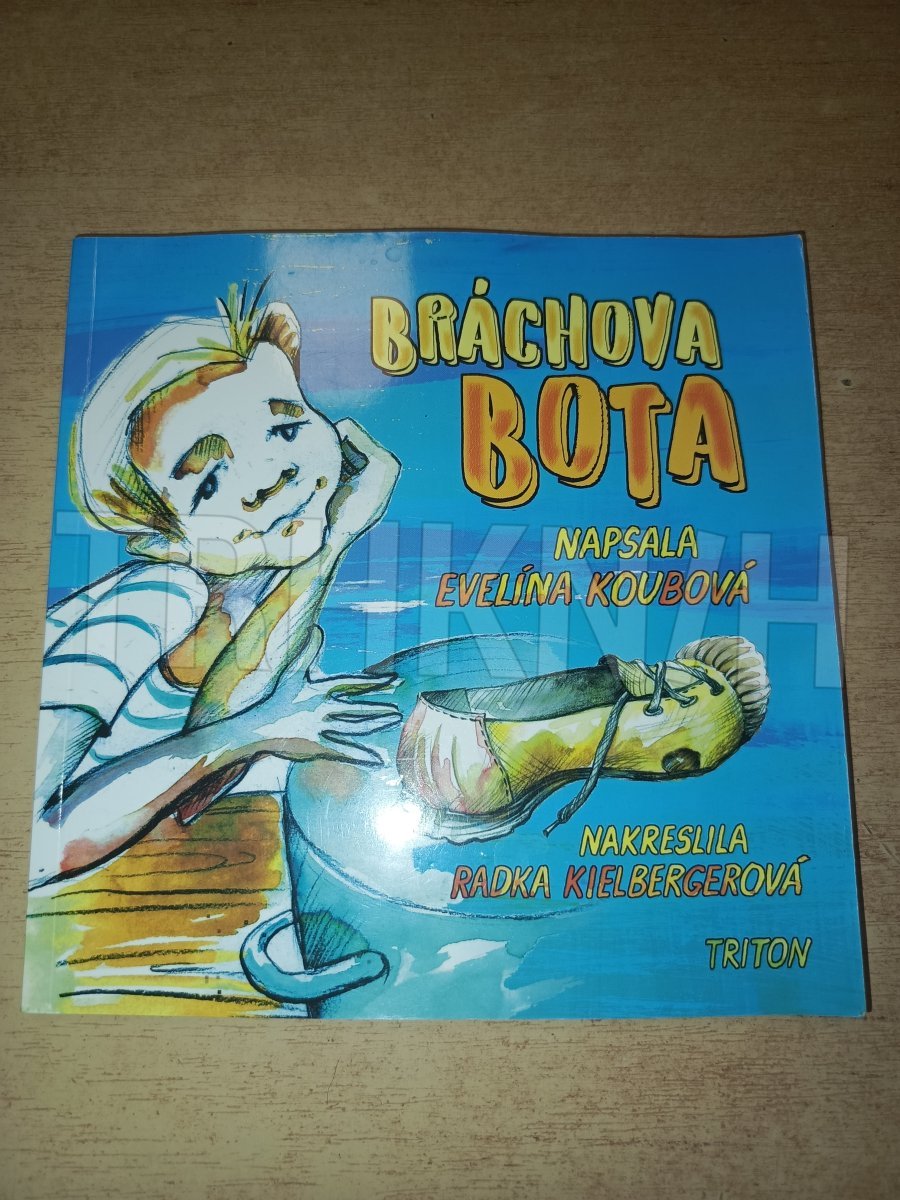 BRÁCHOVA
BOTA
NAPSALA
EVELÍNA KOUBOVÁ
NAKRESLILA
RADKA KIELBERGEROVÁ
TRITON